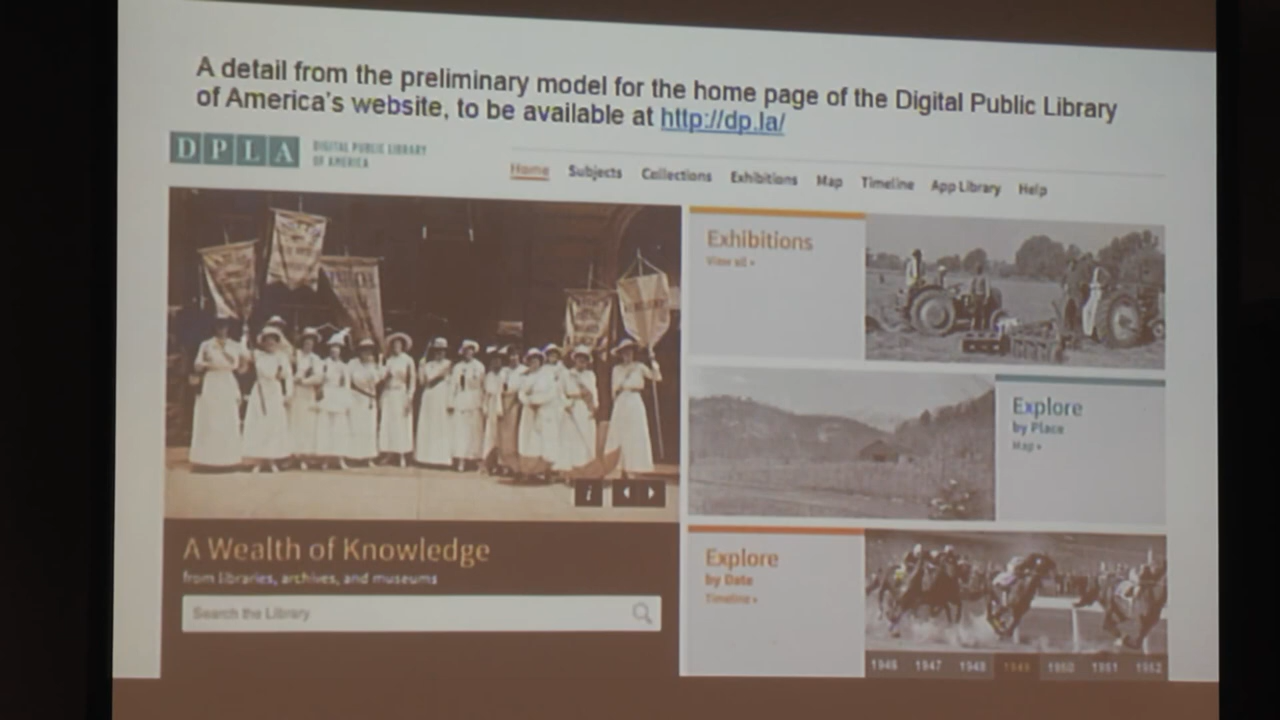 A detail from the preliminary model for the home page of the Digital Public Library
of America's website, to be available at http://dp.la/
DPLA
DIGITAL PUBLIC LIBRARY
OF AMERICA
Home Subjects Collections Exhibitions Map Timeline App Library Help
Exhibitions
View all
Explore
by Place
Map
i
A Wealth of Knowledge
from libraries, archives, and museums
Search the Library
Explore
by Date
Timeline
1946 1947 1948 1949 1950 1951 1952